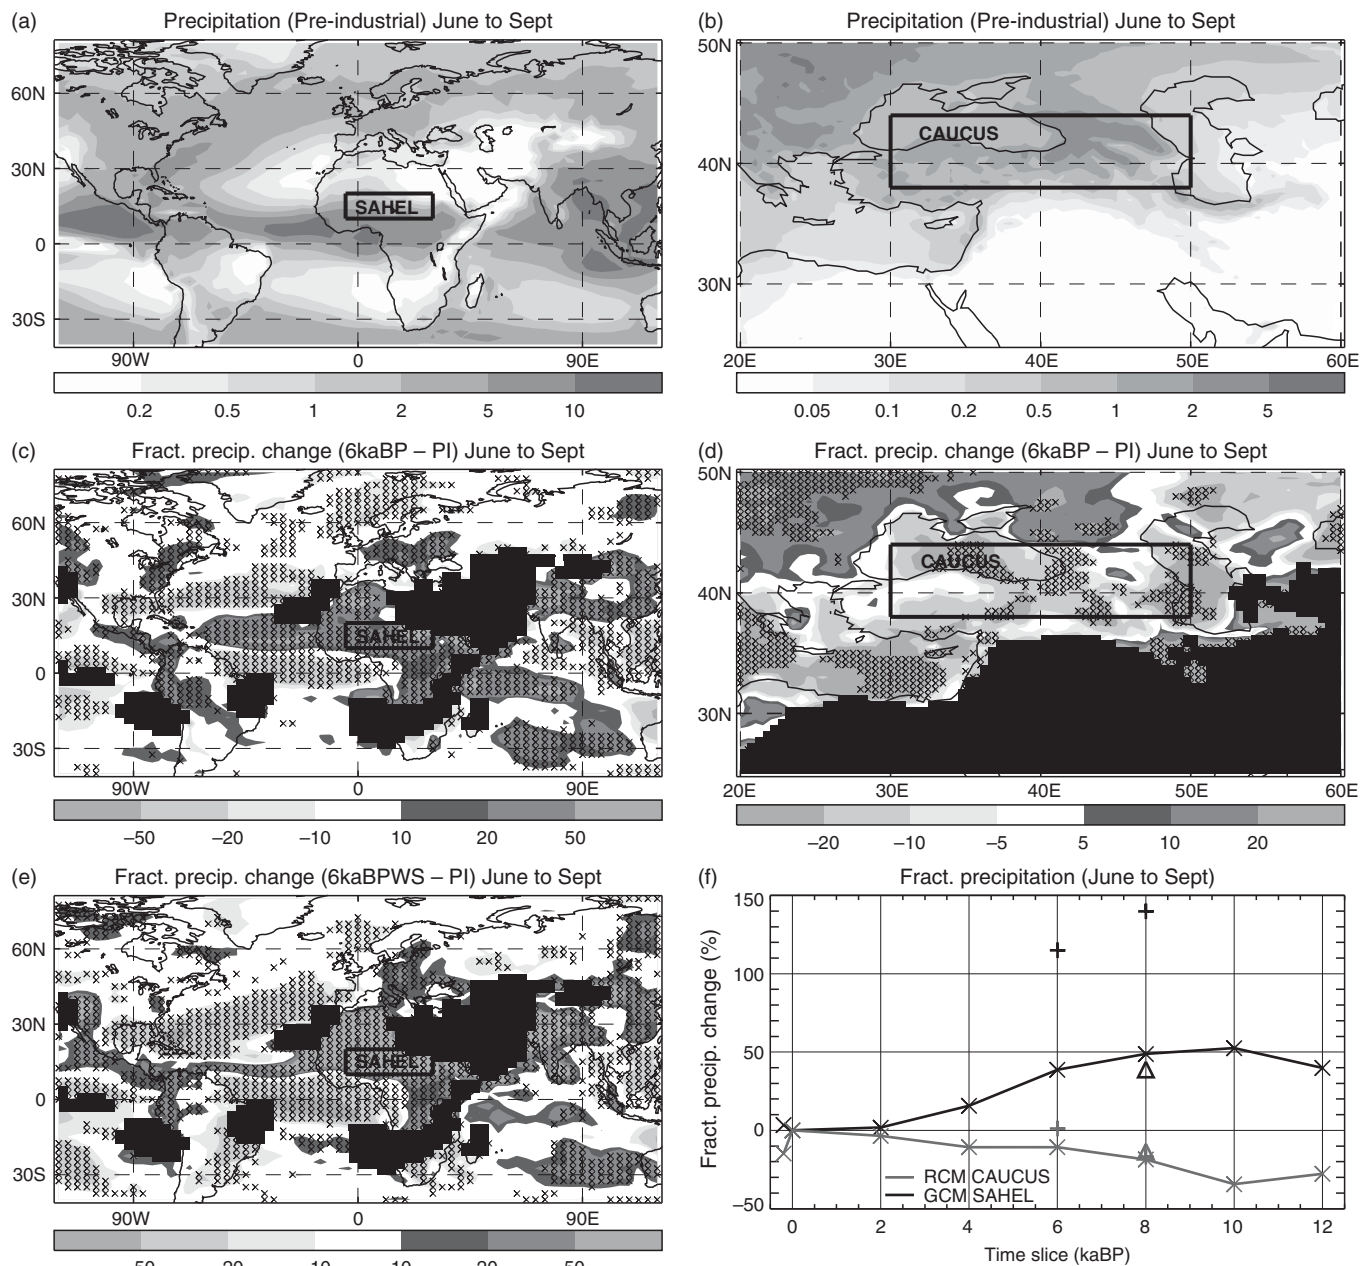 (a) Precipitation (Pre-industrial) June to Sept
60N
30N
0
30S
SAHEL
90W 0 90E
0.2 0.5 1 2 5 10
(b) Precipitation (Pre-industrial) June to Sept
50N
40N
30N
CAUCUS
20E 30E 40E 50E 60E
0.05 0.1 0.2 0.5 1 2 5
(c) Fract. precip. change (6kaBP – PI) June to Sept
60N
30N
0
30S
SAHEL
90W 0 90E
–50 –20 –10 10 20 50
(d) Fract. precip. change (6kaBP – PI) June to Sept
50N
40N
30N
CAUCUS
20E 30E 40E 50E 60E
–20 –10 –5 5 10 20
(e) Fract. precip. change (6kaBPWS – PI) June to Sept
60N
30N
0
30S
SAHEL
90W 0 90E
(f) Fract. precipitation (June to Sept)
Fract. precip. change (%)
150
100
50
0
–50
RCM CAUCUS
GCM SAHEL
0 2 4 6 8 10 12
Time slice (kaBP)